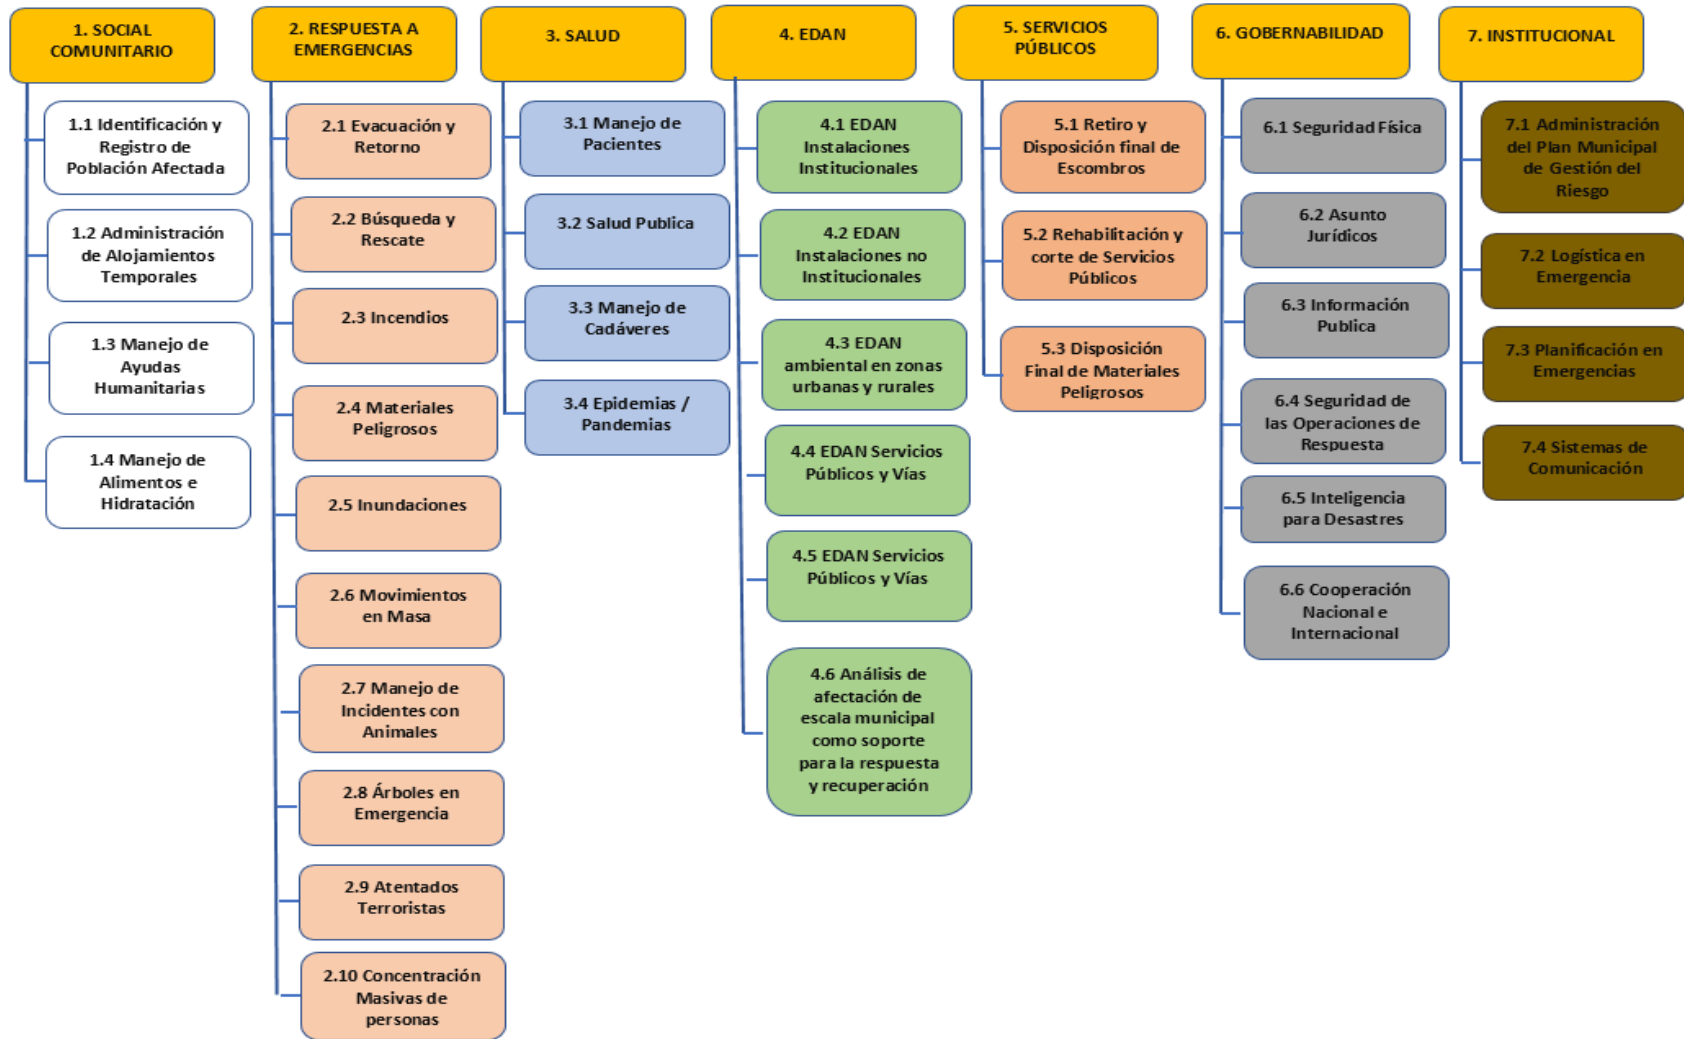 1. SOCIAL
COMUNITARIO
1.1 Identificación y
Registro de
Población Afectada
1.2 Administración
de Alojamientos
Temporales
1.3 Manejo de
Ayudas
Humanitarias
1.4 Manejo de
Alimentos e
Hidratación
2. RESPUESTA A
EMERGENCIAS
2.1 Evacuación y
Retorno
2.2 Búsqueda y
Rescate
2.3 Incendios
2.4 Materiales
Peligrosos
2.5 Inundaciones
2.6 Movimientos
en Masa
2.7 Manejo de
Incidentes con
Animales
2.8 Árboles en
Emergencia
2.9 Atentados
Terroristas
2.10 Concentración
Masivas de
personas
3. SALUD
3.1 Manejo de
Pacientes
3.2 Salud Publica
3.3 Manejo de
Cadáveres
3.4 Epidemias /
Pandemias
4. EDAN
4.1 EDAN
Instalaciones
Institucionales
4.2 EDAN
Instalaciones no
Institucionales
4.3 EDAN
ambiental en zonas
urbanas y rurales
4.4 EDAN Servicios
Públicos y Vías
4.5 EDAN Servicios
Públicos y Vías
4.6 Análisis de
afectación de
escala municipal
como soporte
para la respuesta
y recuperación
5. SERVICIOS
PÚBLICOS
5.1 Retiro y
Disposición final de
Escombros
5.2 Rehabilitación y
corte de Servicios
Públicos
5.3 Disposición
Final de Materiales
Peligrosos
6. GOBERNABILIDAD
6.1 Seguridad Física
6.2 Asunto
Jurídicos
6.3 Información
Publica
6.4 Seguridad de
las Operaciones de
Respuesta
6.5 Inteligencia
para Desastres
6.6 Cooperación
Nacional e
Internacional
7. INSTITUCIONAL
7.1 Administración
del Plan Municipal
de Gestión del
Riesgo
7.2 Logística en
Emergencia
7.3 Planificación en
Emergencias
7.4 Sistemas de
Comunicación